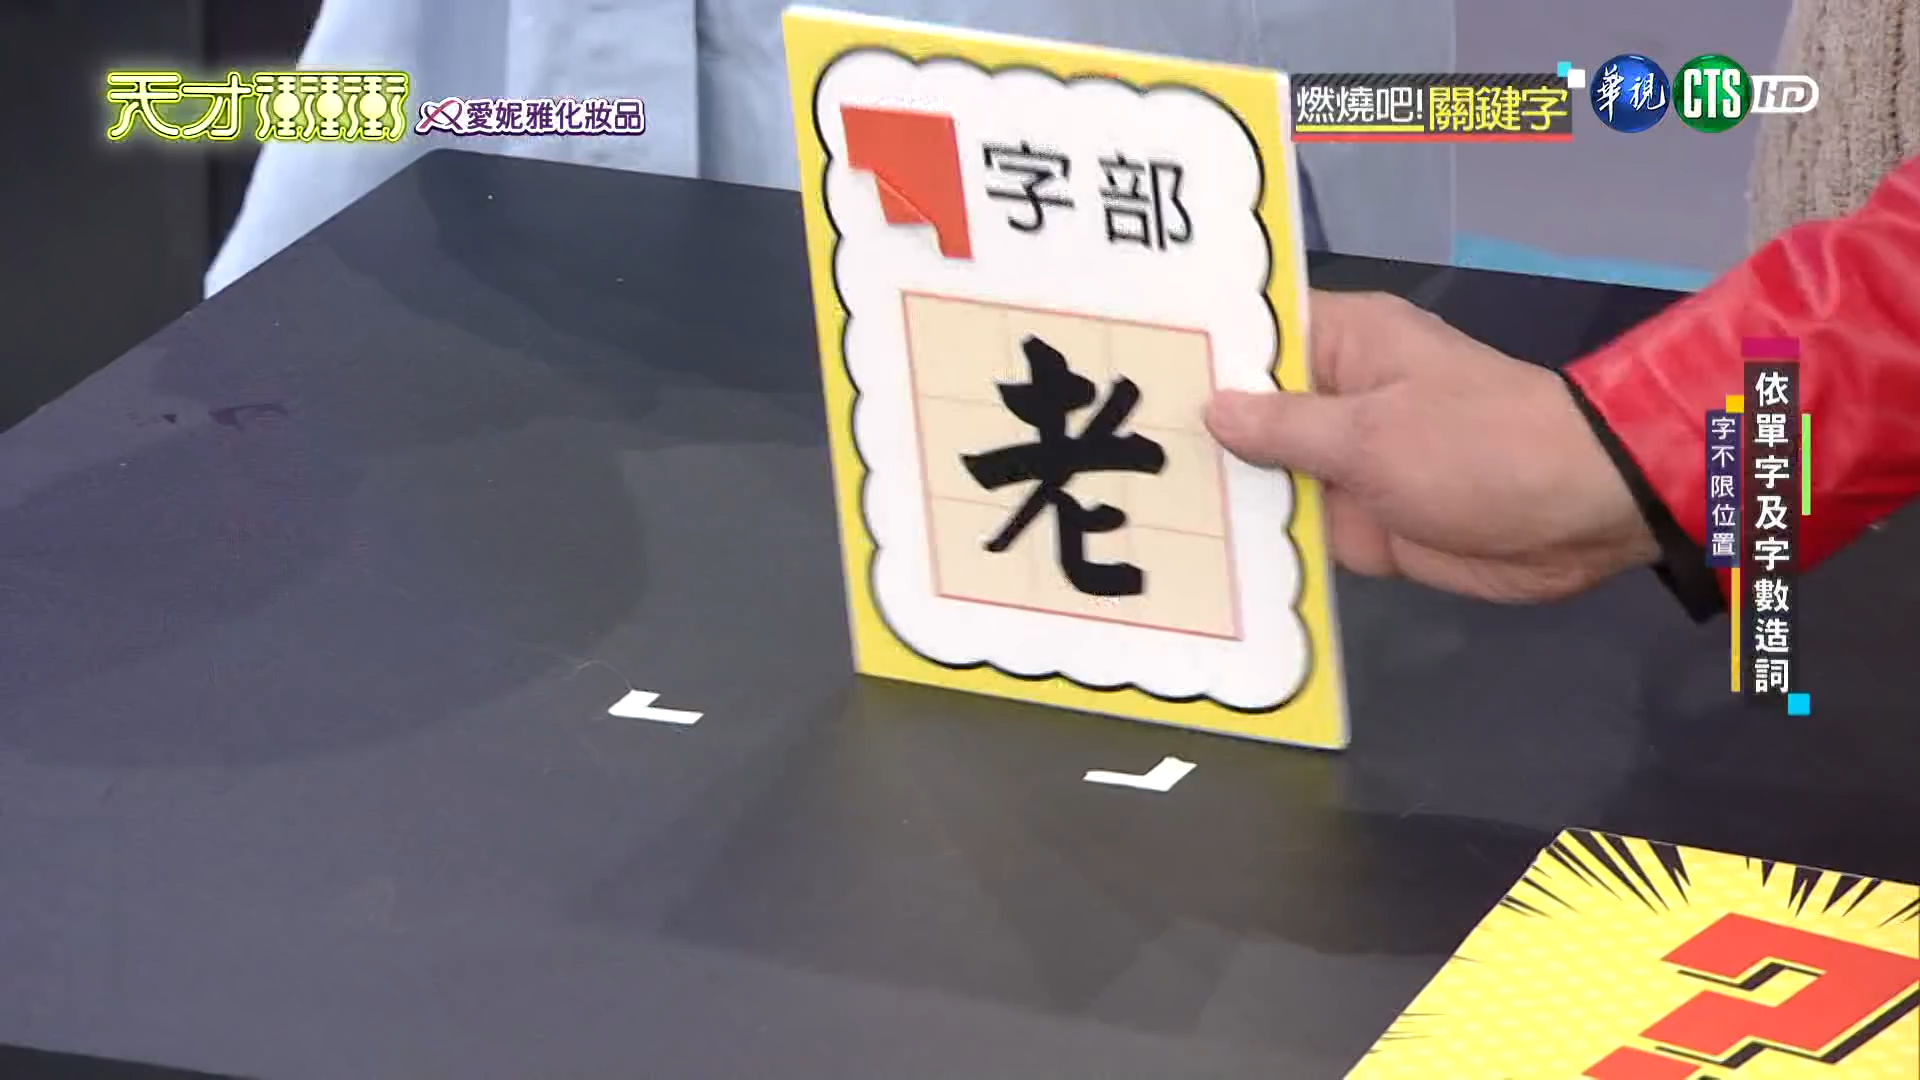 天才衝衝衝
愛妮雅化妝品
燃燒吧!關鍵字
華視 CTS HD
字部
老
依單字及字數造詞
字不限位置
?